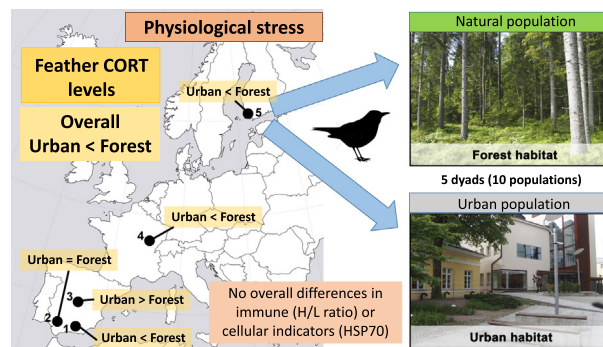 Physiological stress
Feather CORT
levels
Overall
Urban < Forest
Urban < Forest
5
4
Urban < Forest
Urban = Forest
3
Urban > Forest
2
1
Urban < Forest
No overall differences in
immune (H/L ratio) or
cellular indicators (HSP70)
Natural population
Forest habitat
5 dyads (10 populations)
Urban population
Urban habitat